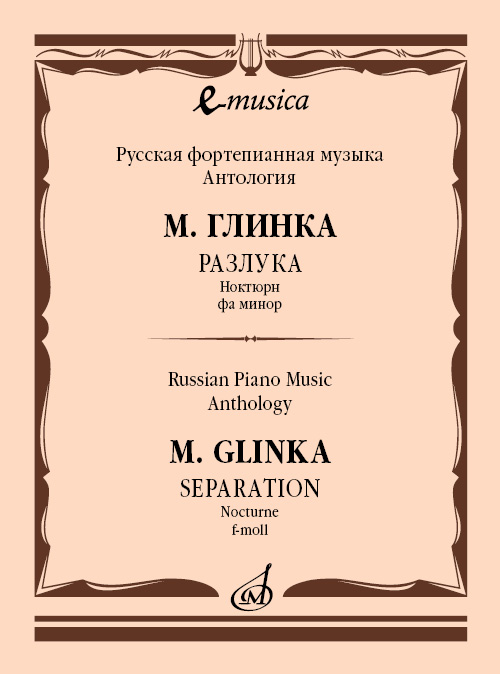 e-musica
Русская фортепианная музыка
Антология
М. ГЛИНКА
РАЗЛУКА
Ноктюрн
фа минор
Russian Piano Music
Anthology
M. GLINKA
SEPARATION
Nocturne
f-moll
М